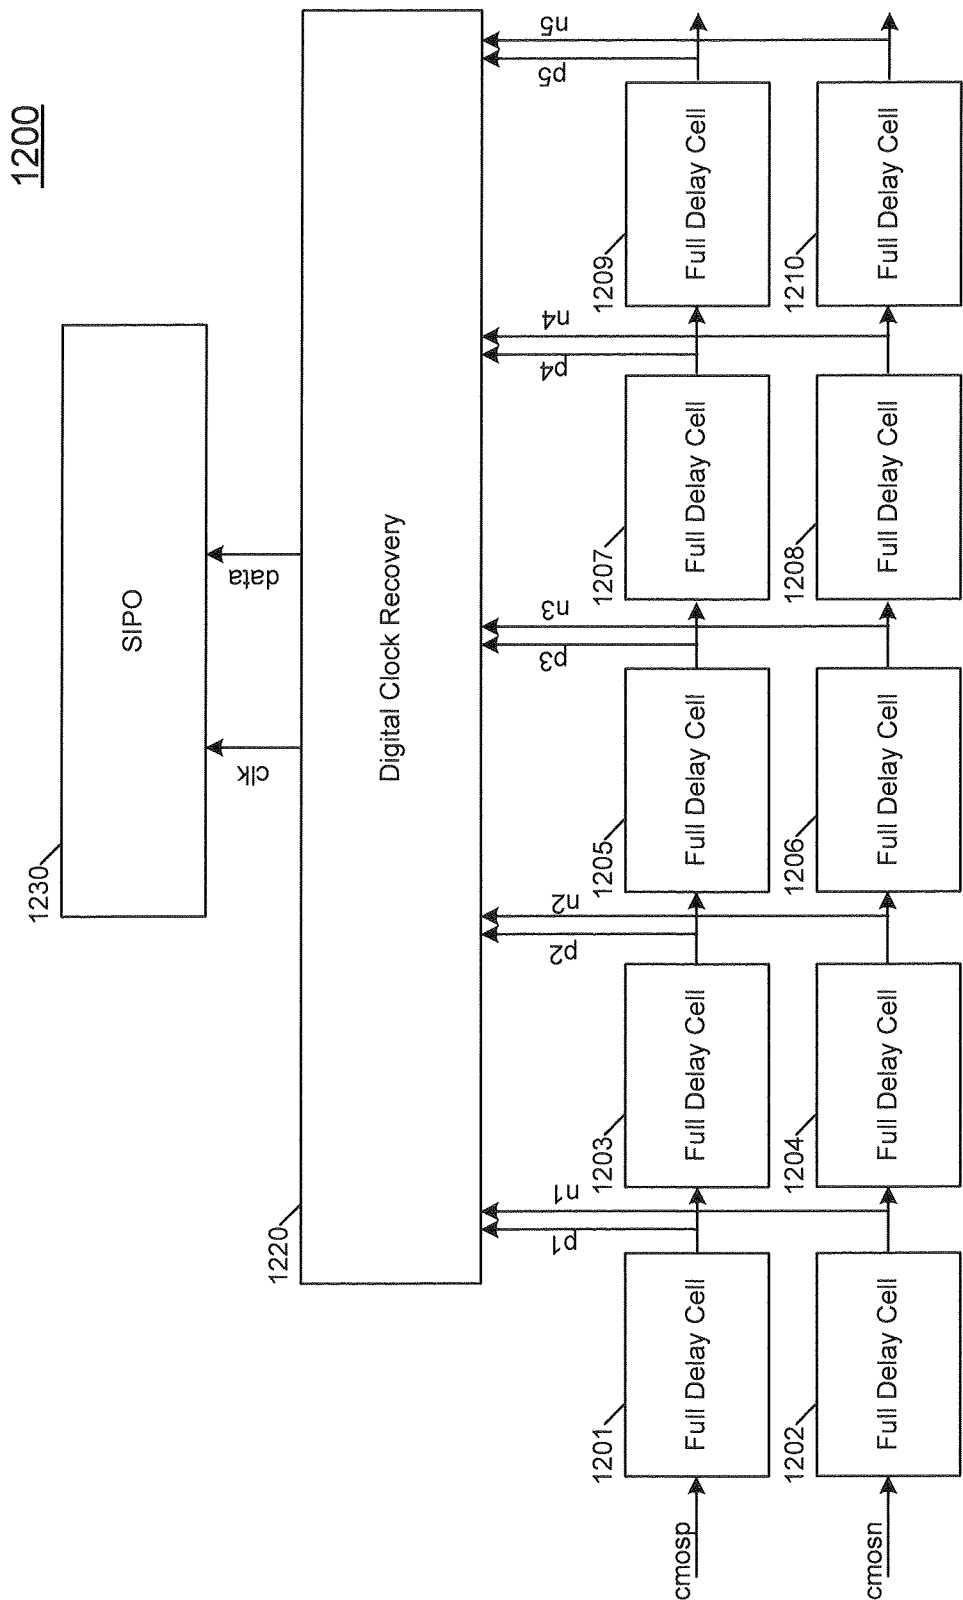 1200
1230
SIPO
clk
data
1220
Digital Clock Recovery
p1
n1
p2
n2
p3
n3
p4
n4
p5
n5
1201
Full Delay Cell
1203
Full Delay Cell
1205
Full Delay Cell
1207
Full Delay Cell
1209
Full Delay Cell
cmosp
1202
Full Delay Cell
1204
Full Delay Cell
1206
Full Delay Cell
1208
Full Delay Cell
1210
Full Delay Cell
cmosn